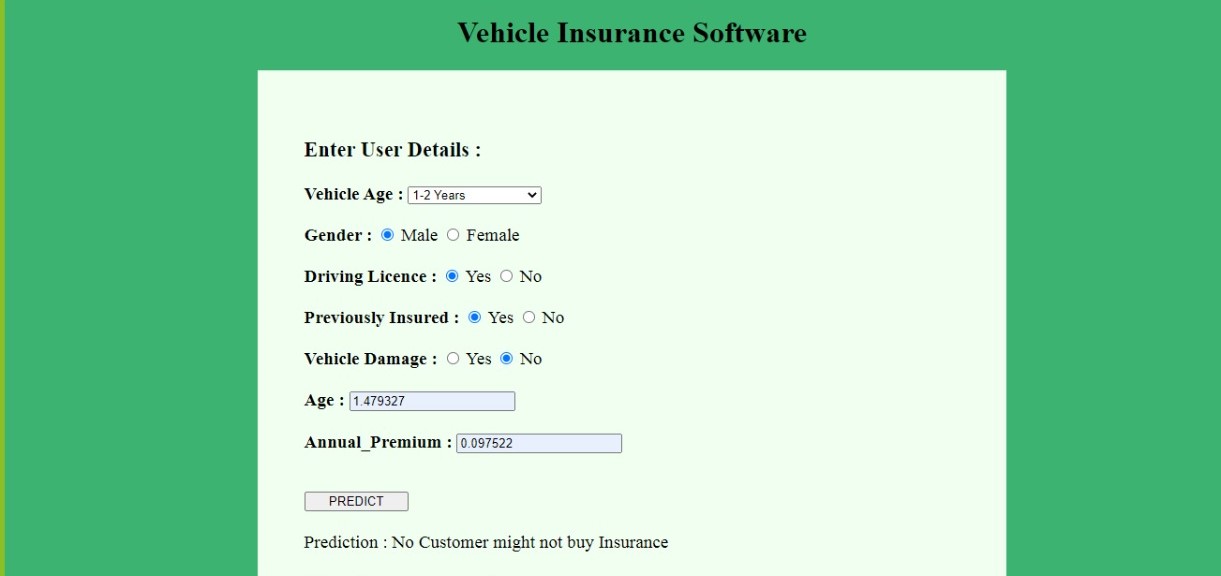 Vehicle Insurance Software
Enter User Details :
Vehicle Age : 1-2 Years
Gender : Male Female
Driving Licence : Yes No
Previously Insured : Yes No
Vehicle Damage : Yes No
Age : 1.479327
Annual_Premium : 0.097522
PREDICT
Prediction : No Customer might not buy Insurance